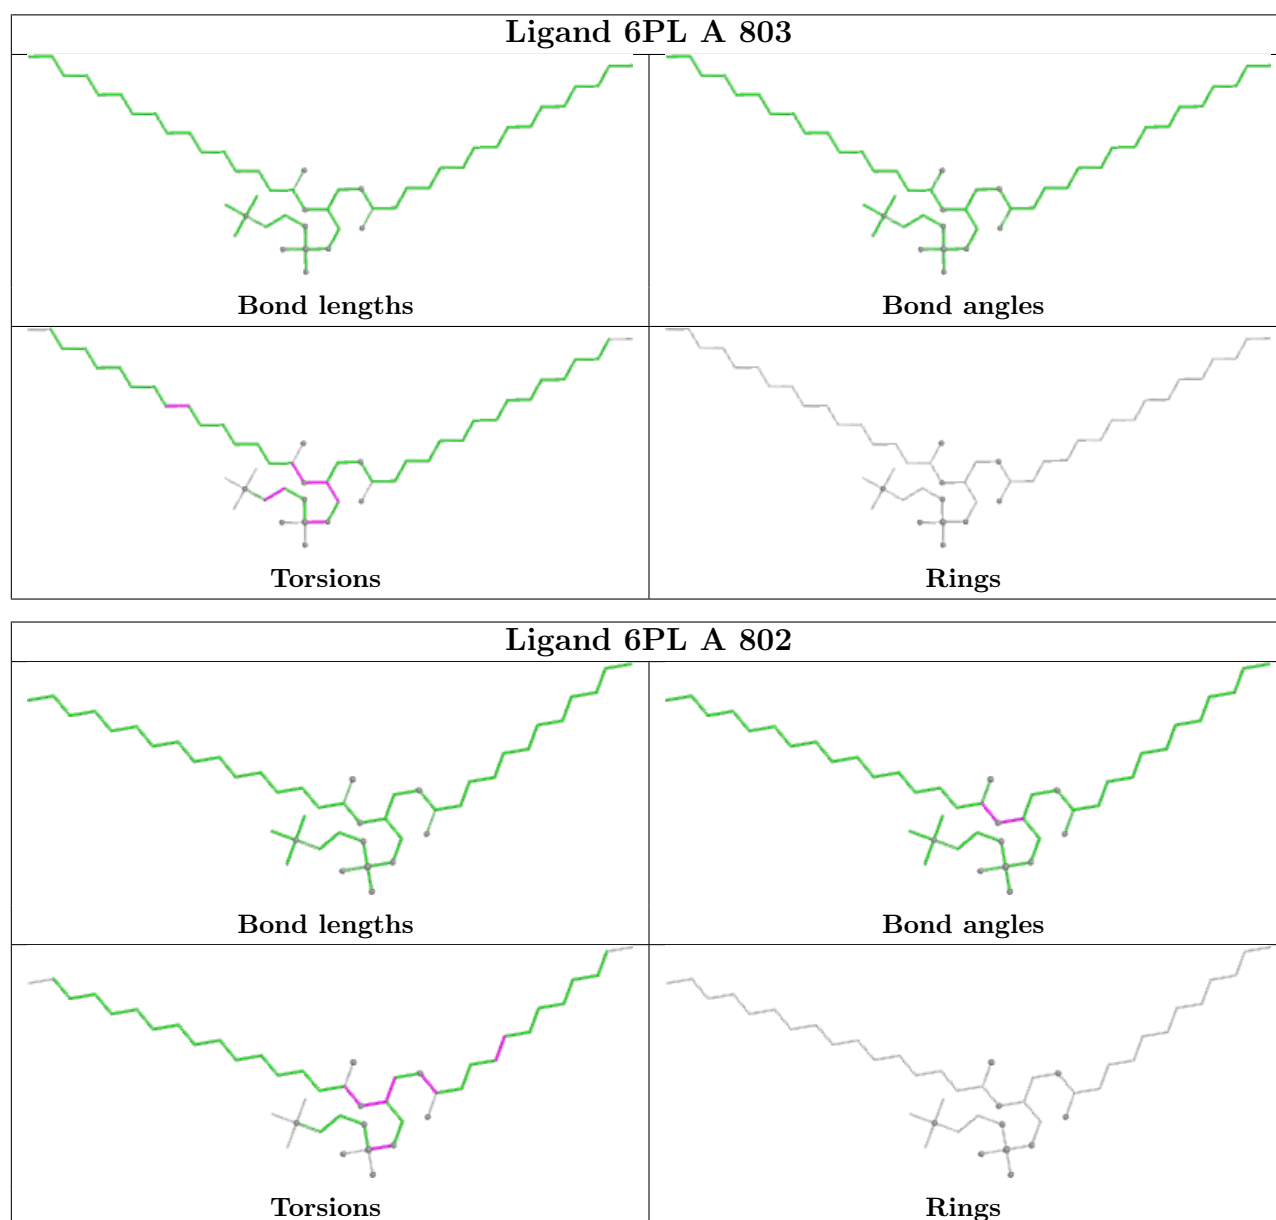 Ligand 6PL A 803
Bond lengths
Bond angles
Torsions
Rings
Ligand 6PL A 802
Bond lengths
Bond angles
Torsions
Rings